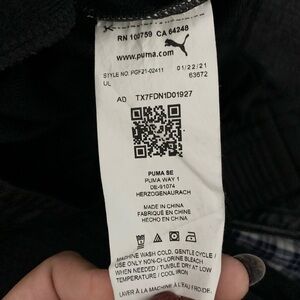 RN 100759 CA 64248
PUMA
www.puma.com
STYLE NO. PGF21-02411 01/22/21
UL 63672
AD TX7FDN1D01927
PUMA SE
PUMA WAY 1
DE-91074
HERZOGENAURACH
MADE IN CHINA
FABRIQUÉ EN CHINE
HECHO EN CHINA
MACHINE WASH COLD, GENTLE CYCLE /
USE ONLY NON-CHLORINE BLEACH
WHEN NEEDED / TUMBLE DRY AT LOW
TEMPERATURE / COOL IRON
LAVER À LA MACHINE À L'EAU FROIDE,